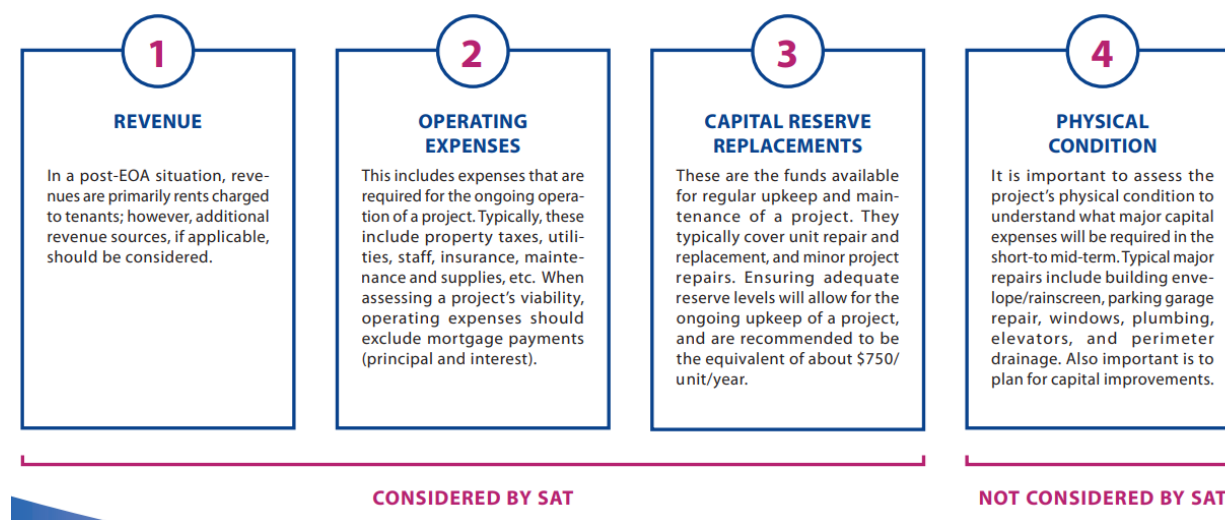 1
REVENUE
In a post-EOA situation, reve-
nues are primarily rents charged
to tenants; however, additional
revenue sources, if applicable,
should be considered.
2
OPERATING
EXPENSES
This includes expenses that are
required for the ongoing opera-
tion of a project. Typically, these
include property taxes, utili-
ties, staff, insurance, mainte-
nance and supplies, etc. When
assessing a project's viability,
operating expenses should
exclude mortgage payments
(principal and interest).
3
CAPITAL RESERVE
REPLACEMENTS
These are the funds available
for regular upkeep and main-
tenance of a project. They
typically cover unit repair and
replacement, and minor project
repairs. Ensuring adequate
reserve levels will allow for the
ongoing upkeep of a project,
and are recommended to be
the equivalent of about $750/
unit/year.
4
PHYSICAL
CONDITION
It is important to assess the
project's physical condition to
understand what major capital
expenses will be required in the
short-to mid-term. Typical major
repairs include building enve-
lope/rainscreen, parking garage
repair, windows, plumbing,
elevators, and perimeter
drainage. Also important is to
plan for capital improvements.
CONSIDERED BY SAT
NOT CONSIDERED BY SAT